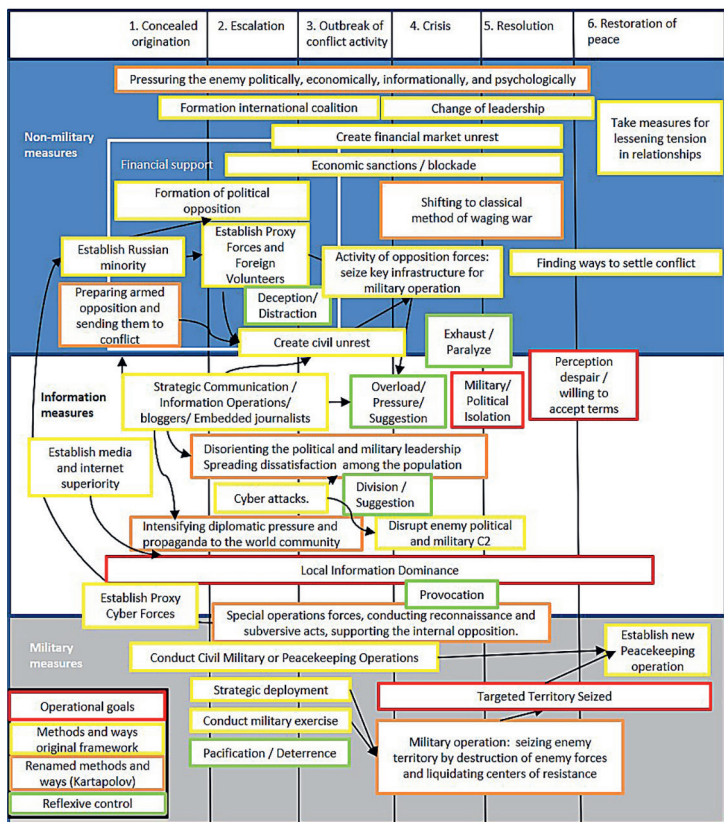 1. Concealed
origination
2. Escalation
3. Outbreak of
conflict activity
4. Crisis
5. Resolution
6. Restoration of
peace
Pressuring the enemy politically, economically, informationally, and psychologically
Formation international coalition
Change of leadership
Take measures for
lessening tension
in relationships
Non-military
measures
Create financial market unrest
Financial support
Economic sanctions / blockade
Formation of political
opposition
Shifting to classical
method of waging
war
Establish Russian
minority
Establish Proxy
Forces and
Foreign
Volunteers
Activity of opposition forces:
seize key infrastructure for
military operation
Finding ways to settle conflict
Preparing armed
opposition and
sending them to
conflict
Deception/
Distraction
Create civil unrest
Exhaust /
Paralyze
Information
measures
Strategic Communication /
Information Operations/
bloggers/ Embedded journalists
Overload/
Pressure/
Suggestion
Military/
Political
Isolation
Perception
despair /
willing to
accept terms
Establish media
and internet
superiority
Disorienting the political and military leadership
Spreading dissatisfaction among the population
Cyber attacks.
Division /
Suggestion
Intensifying diplomatic pressure and
propaganda to the world community
Disrupt enemy political
and military C2
Local Information Dominance
Establish Proxy
Cyber Forces
Provocation
Special operations forces, conducting reconnaissance and
subversive acts, supporting the internal opposition.
Military
measures
Conduct Civil Military or Peacekeeping Operations
Establish new
Peacekeeping
operation
Strategic deployment
Targeted Territory Seized
Conduct military exercise
Pacification / Deterrence
Military operation: seizing enemy
territory by destruction of enemy forces
and liquidating centers of resistance
Operational goals
Methods and ways
original framework
Renamed methods and
ways (Kartapolov)
Reflexive control